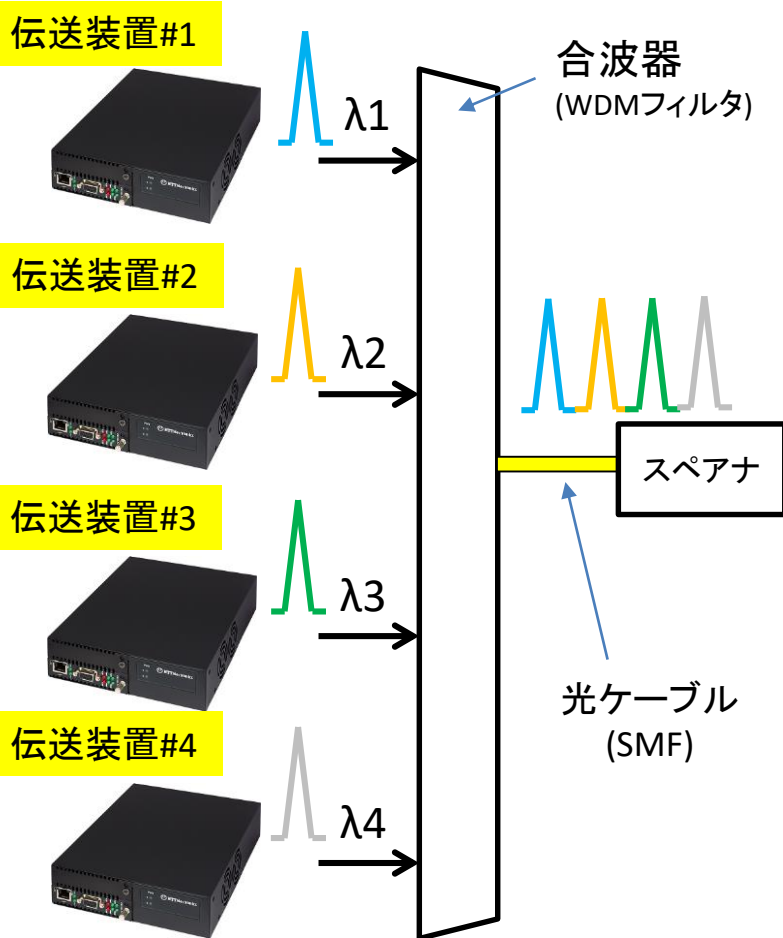 伝送装置#1
λ1
合波器
(WDMフィルタ)
伝送装置#2
λ2
スペアナ
伝送装置#3
λ3
光ケーブル
(SMF)
伝送装置#4
λ4